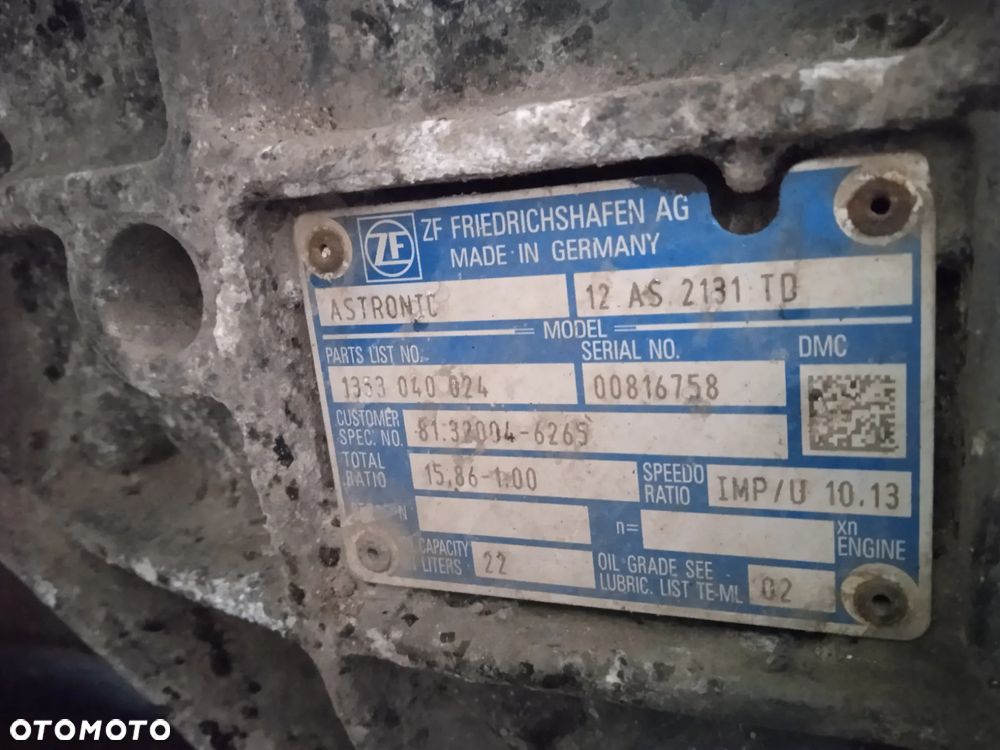 ZF
ZF FRIEDRICHSHAFEN AG
MADE IN GERMANY
ASTRONIC 12 AS 2131 TD
MODEL
PARTS LIST NO. SERIAL NO. DMC
1353 040 024 00816758
CUSTOMER SPEC. NO. 81.32004-6265
TOTAL RATIO 15,86-1.00 SPEEDO RATIO IMP/U 10.13
n= xn ENGINE
CAPACITY LITERS 22 OIL GRADE SEE LUBRIC. LIST TE-ML 02
OTOMOTO